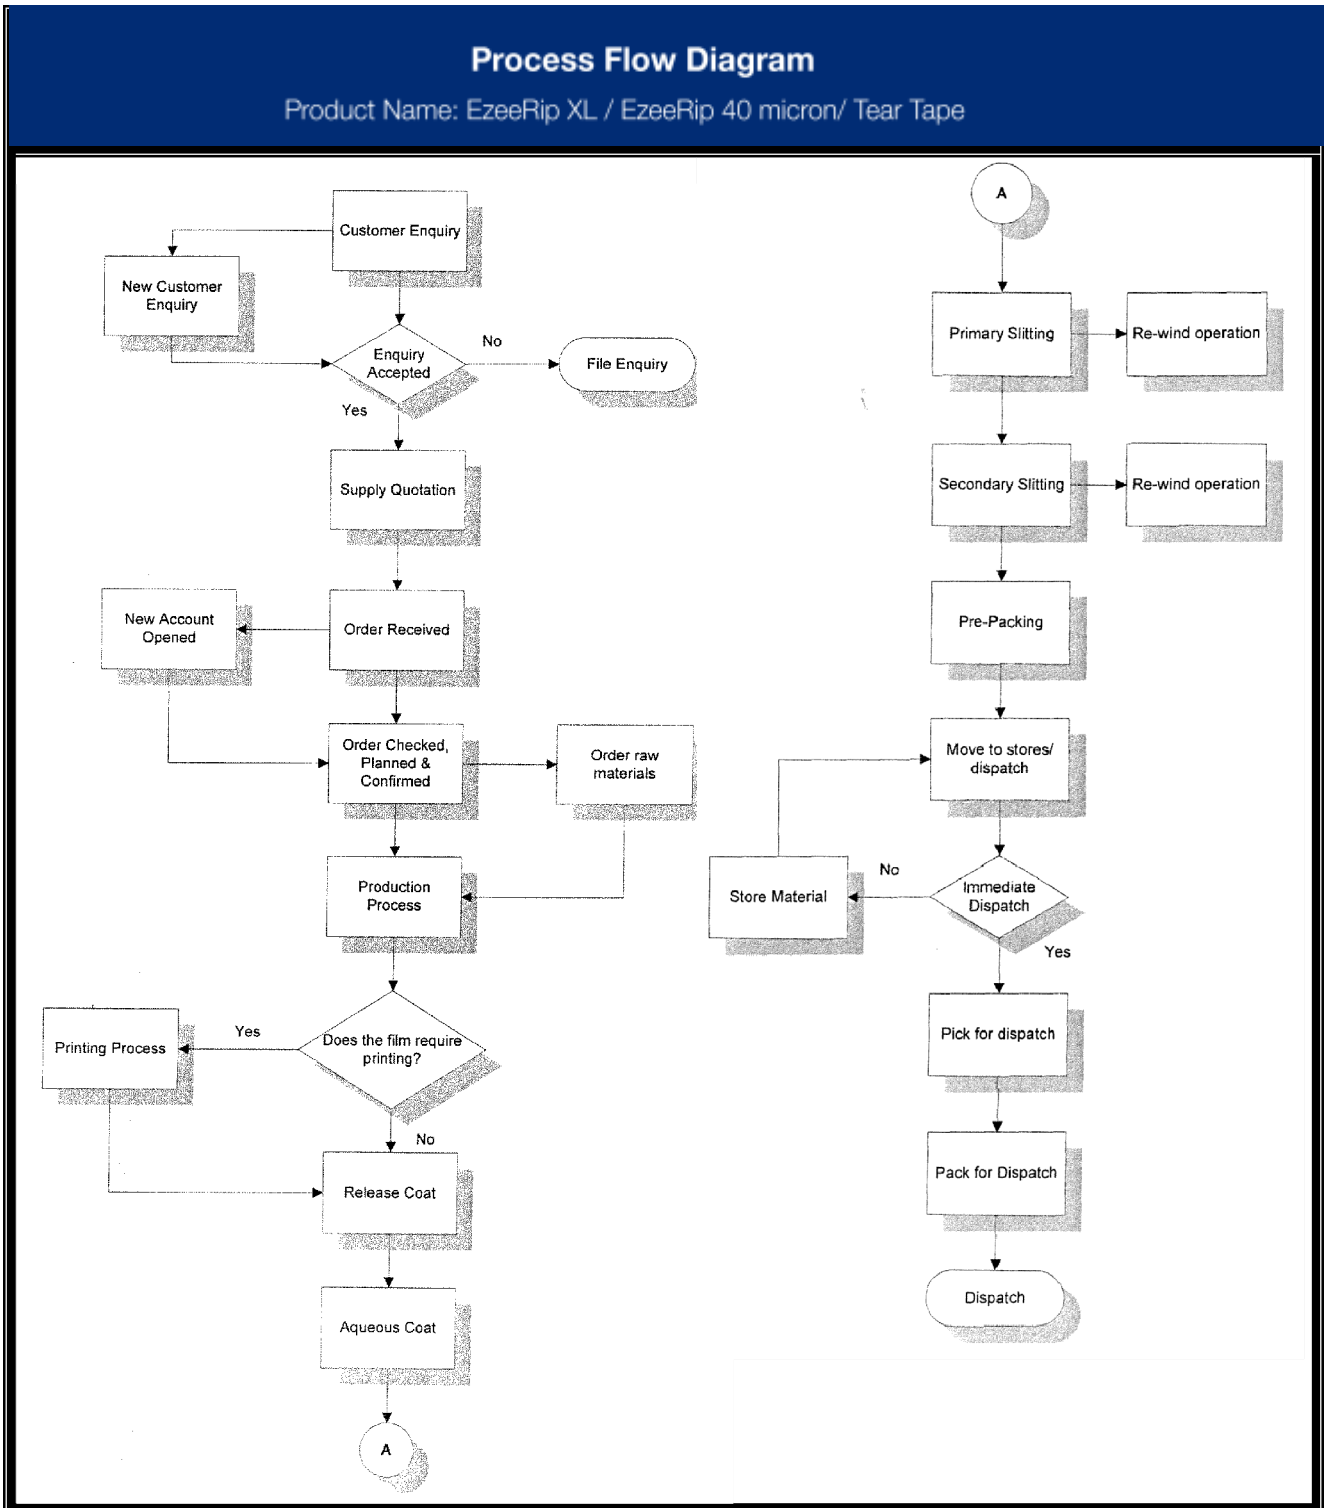 Process Flow Diagram
Product Name: EzeeRip XL / EzeeRip 40 micron/ Tear Tape
Customer Enquiry
New Customer
Enquiry
Enquiry
Accepted
No
File Enquiry
Yes
Supply Quotation
New Account
Opened
Order Received
Order Checked,
Planned &
Confirmed
Order raw
materials
Production
Process
Does the film require
printing?
Yes
Printing Process
No
Release Coat
Aqueous Coat
A
A
Primary Slitting
Re-wind operation
Secondary Slitting
Re-wind operation
Pre-Packing
Move to stores/
dispatch
Immediate
Dispatch
No
Store Material
Yes
Pick for dispatch
Pack for Dispatch
Dispatch